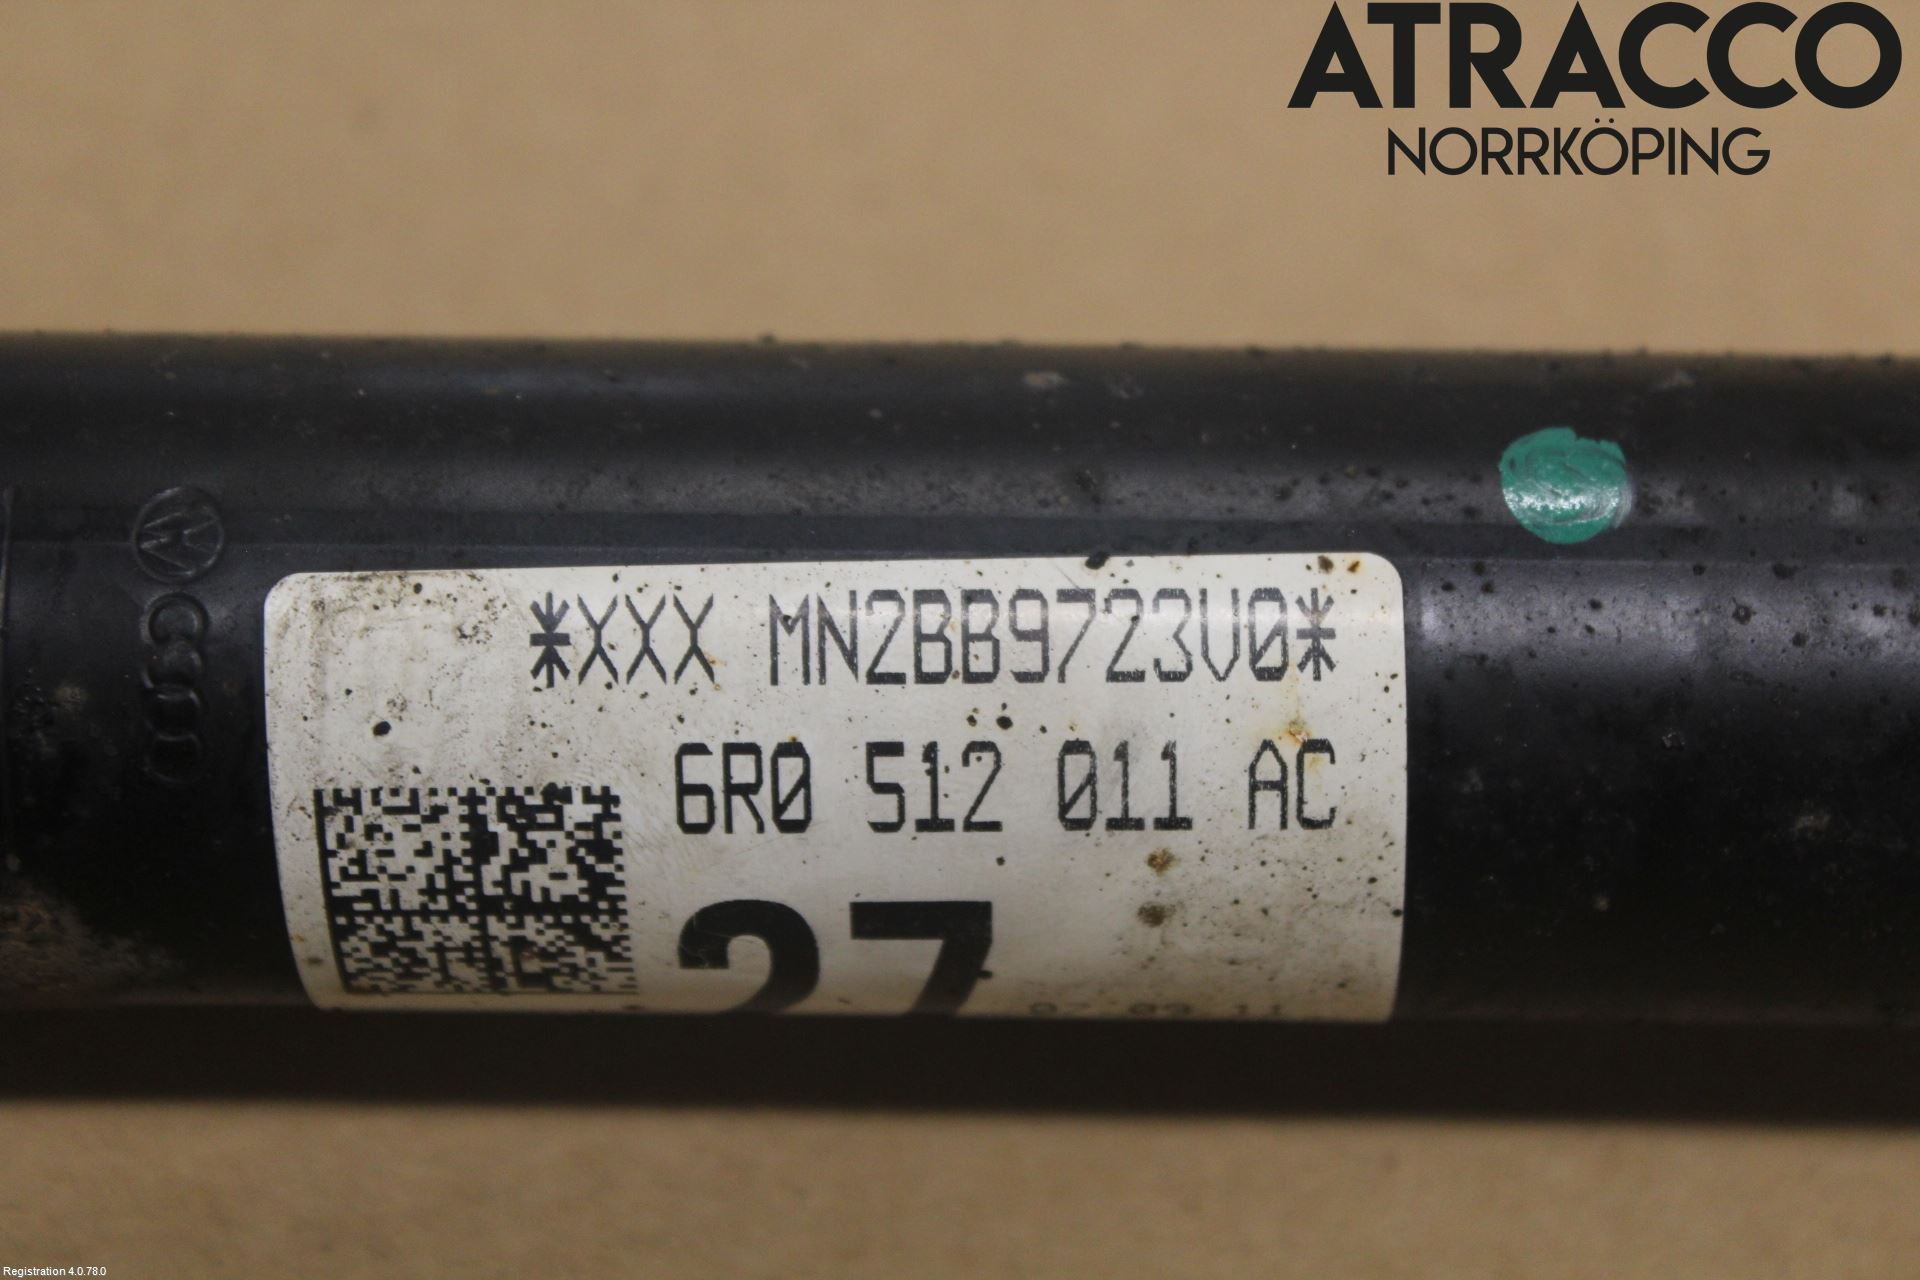 ATRACCO
NORRKÖPING
*XXX MN2BB9723V0*
6R0 512 011 AC
27
Registration 4.0.78.0